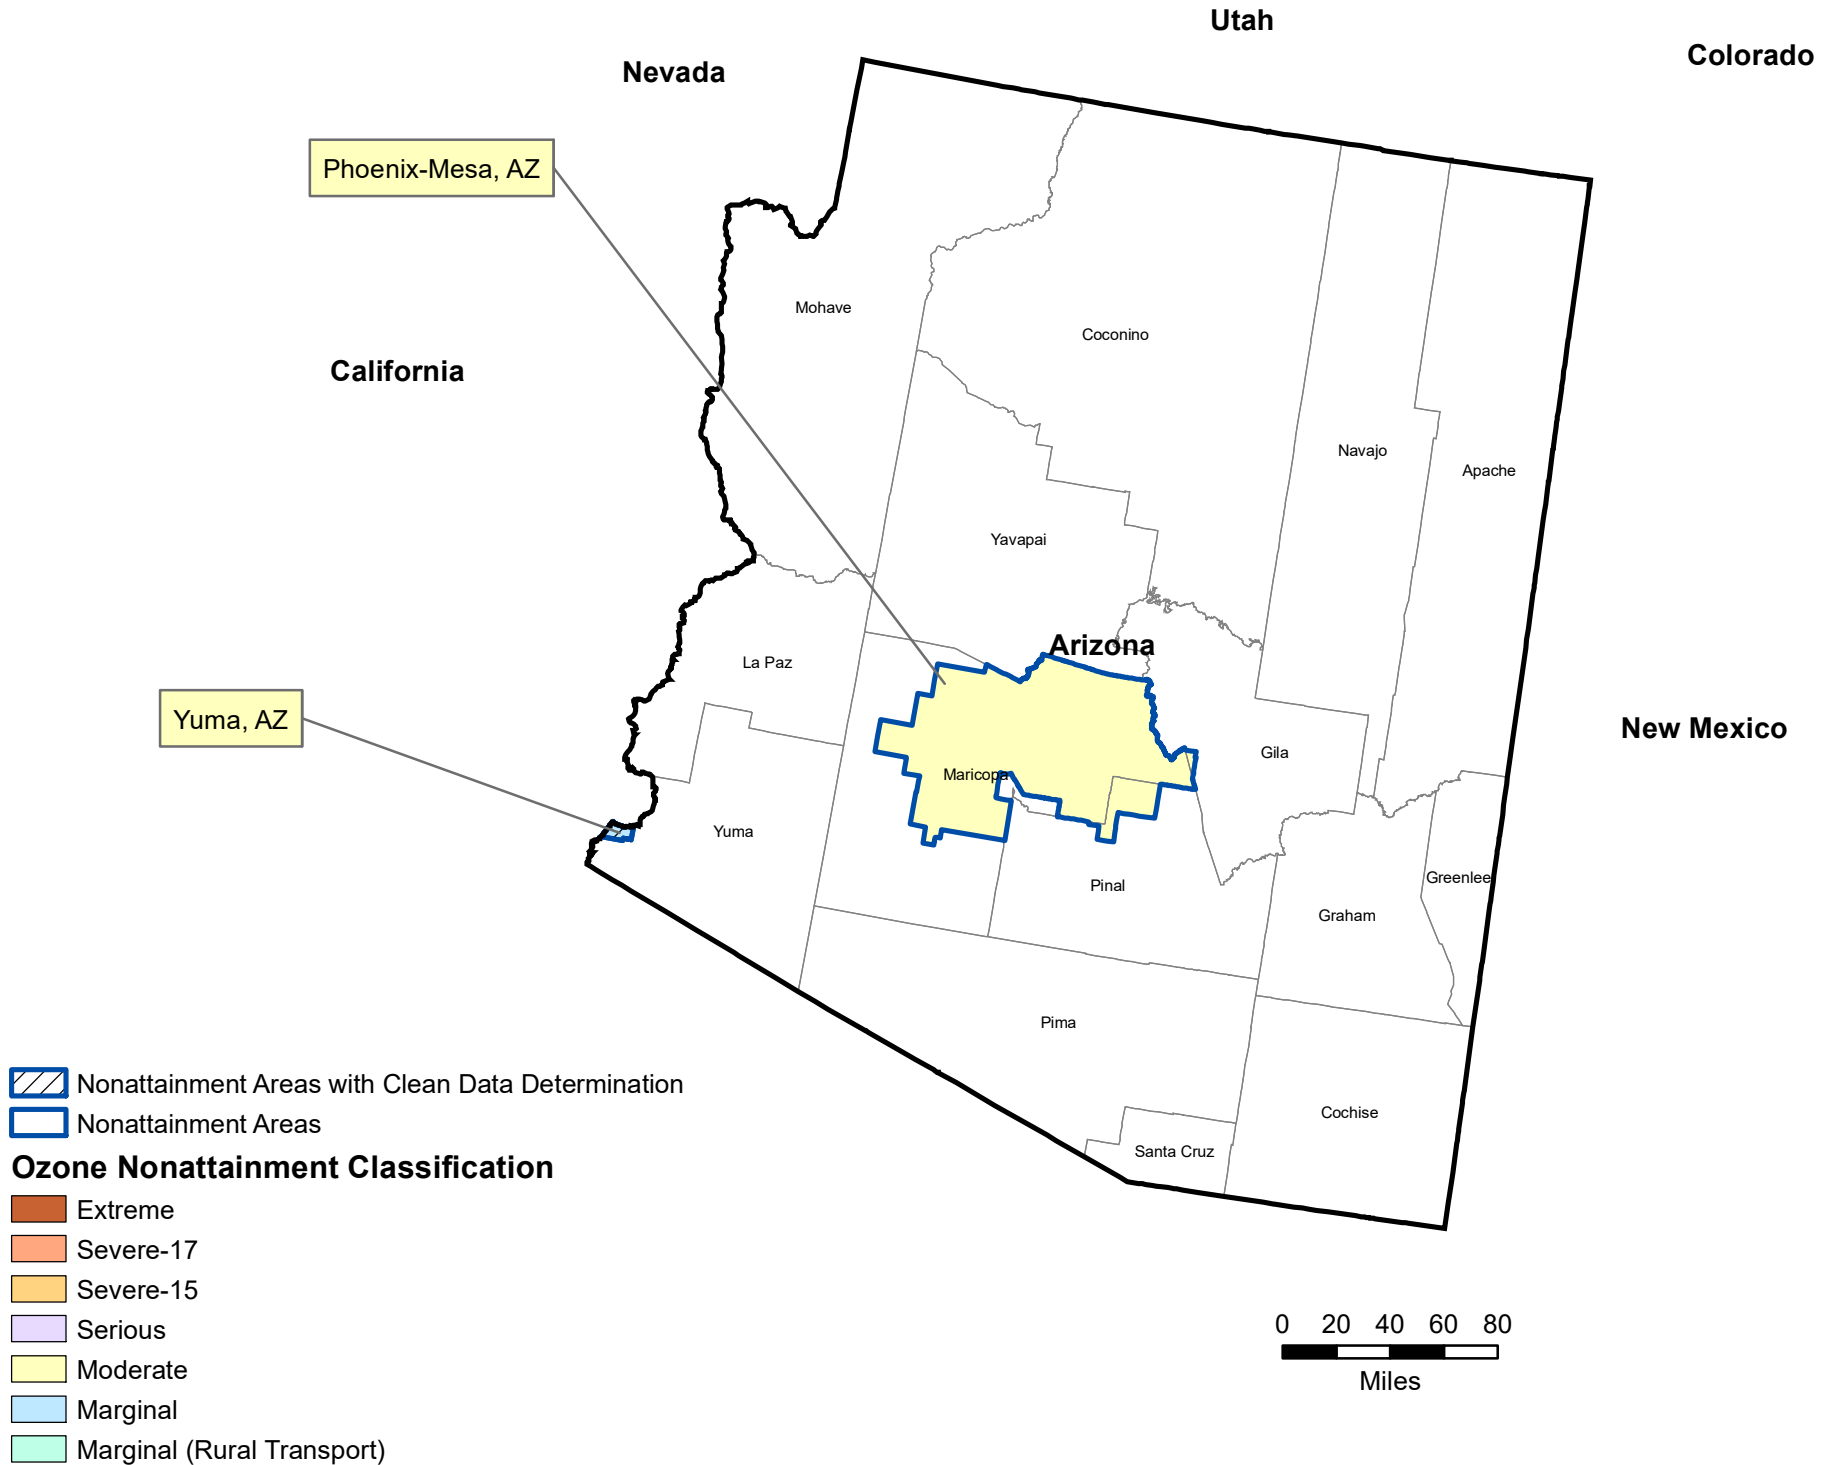 Utah
Colorado
Nevada
Phoenix-Mesa, AZ
Mohave
Coconino
California
Navajo
Apache
Yavapai
Arizona
La Paz
Yuma, AZ
New Mexico
Gila
Maricopa
Yuma
Pinal
Greenlee
Graham
Pima
Cochise
Santa Cruz
Nonattainment Areas with Clean Data Determination
Nonattainment Areas
Ozone Nonattainment Classification
Extreme
Severe-17
Severe-15
Serious
Moderate
Marginal
Marginal (Rural Transport)
0 20 40 60 80
Miles